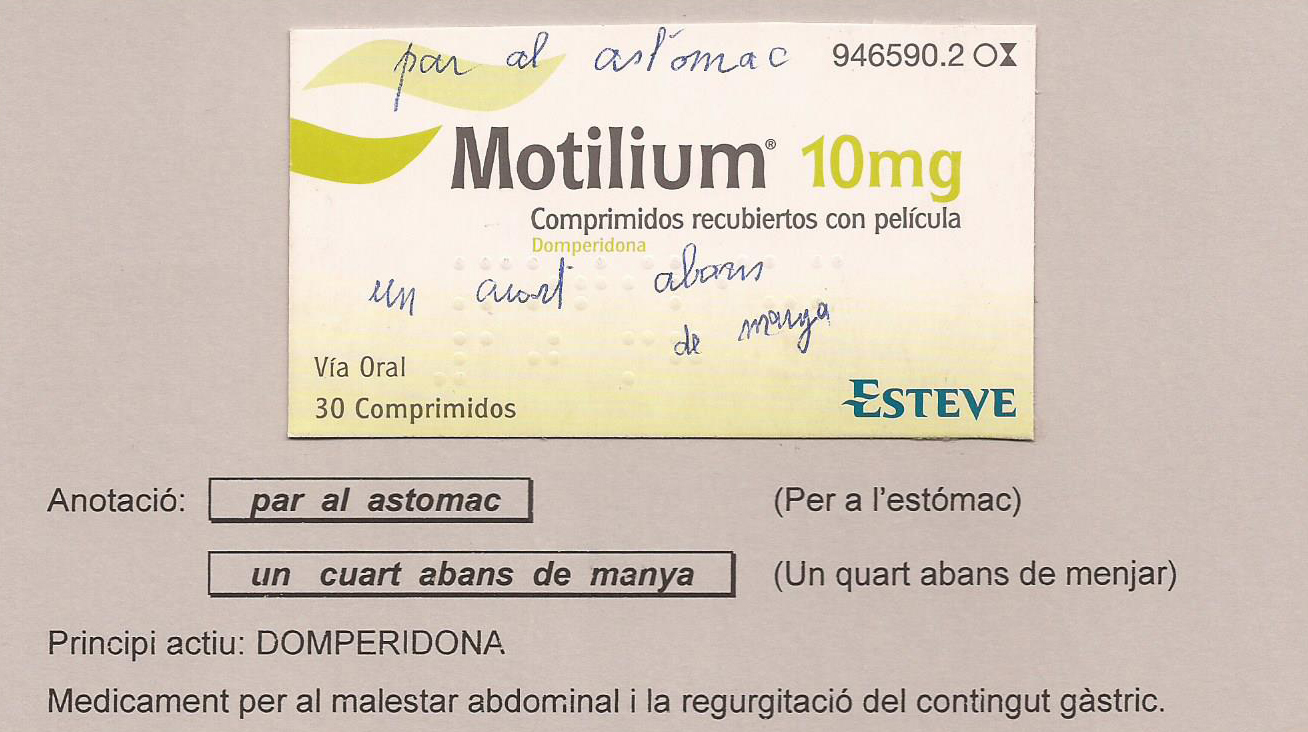 par al astómac 946590.2
Motilium® 10mg
Comprimidos recubiertos con película
Domperidona
un cuart abans
de manya
Vía Oral
30 Comprimidos
ESTEVE
Anotació: par al astomac (Per a l'estómac)
un cuart abans de manya (Un quart abans de menjar)
Principi actiu: DOMPERIDONA
Medicament per al malestar abdominal i la regurgitació del contingut gàstric.